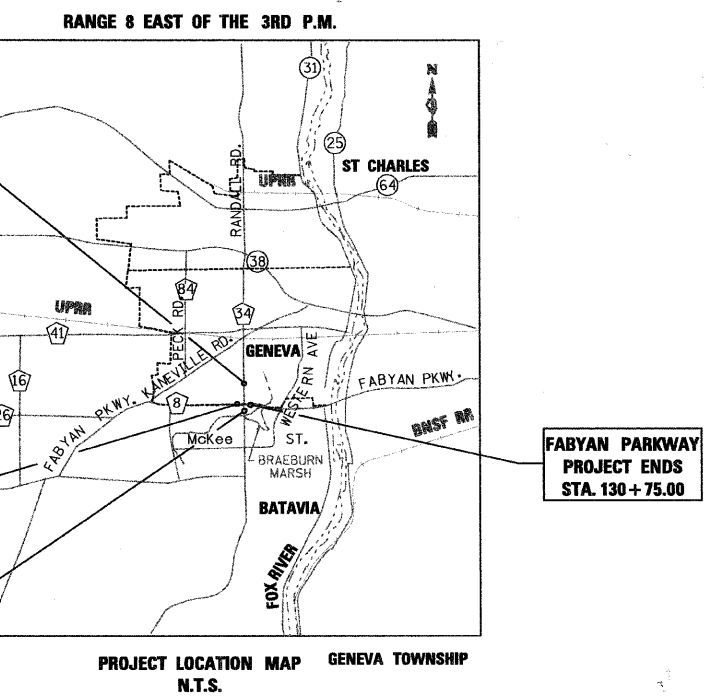 RANGE 8 EAST OF THE 3RD P.M.
31
N
25
ST CHARLES
64
UPRR
RANDALL RD.
38
84
UPRR
34
PECK RD.
41
GENEVA
KANEVILLE RD.
WESTERN AVE
16
FABYAN PKWY.
8
26
FABYAN PKWY.
BNSF RR
McKee ST.
BRAEBURN
MARSH
FABYAN PARKWAY
PROJECT ENDS
STA. 130+75.00
BATAVIA
FOX RIVER
PROJECT LOCATION MAP
GENEVA TOWNSHIP
N.T.S.